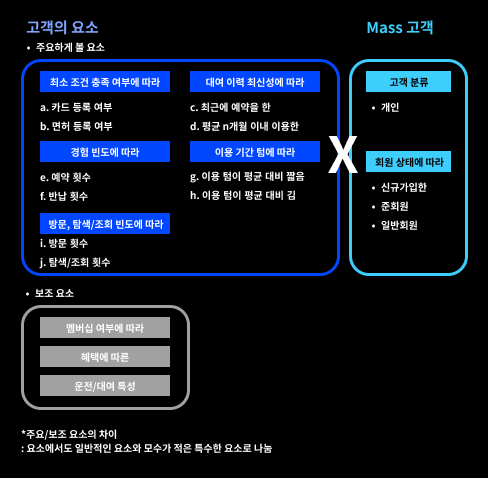 고객의 요소
• 주요하게 볼 요소
최소 조건 충족 여부에 따라
a. 카드 등록 여부
b. 면허 등록 여부
대여 이력 최신성에 따라
c. 최근에 예약을 한
d. 평균 n개월 이내 이용한
경험 빈도에 따라
e. 예약 횟수
f. 반납 횟수
이용 기간 텀에 따라
g. 이용 텀이 평균 대비 짧음
h. 이용 텀이 평균 대비 김
방문, 탐색/조회 빈도에 따라
i. 방문 횟수
j. 탐색/조회 횟수
X
Mass 고객
고객 분류
• 개인
회원 상태에 따라
• 신규가입한
• 준회원
• 일반회원
• 보조 요소
멤버십 여부에 따라
혜택에 따른
운전/대여 특성
*주요/보조 요소의 차이
: 요소에서도 일반적인 요소와 모수가 적은 특수한 요소로 나눔